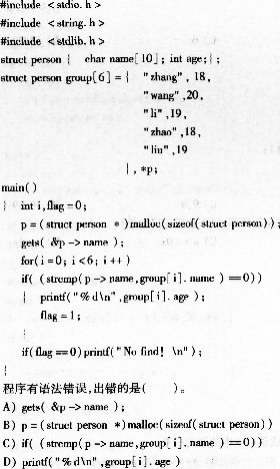 #include <stdio. h>
#include <string. h>
#include <stdlib. h>
struct person { char name[10]; int age;};
struct person group[6] = { "zhang", 18,
"wang",20,
"li",19,
"zhao",18,
"liu",19
}, *p;
main()
{ int i,flag=0;
p=(struct person *)malloc(sizeof(struct person));
gets( &p -> name);
for(i=0; i<6; i++)
if( (strcmp(p -> name,group[i]. name ) ==0))
{ printf("% d\n",group[i]. age );
flag = 1;
}
if(flag ==0)printf("No find! \n");
}
程序有语法错误,出错的是( )。
A) gets( &p -> name );
B) p = (struct person *)malloc(sizeof(struct person))
C) if( (strcmp(p -> name,group[i]. name ) ==0))
D) printf("% d\n",group[i]. age )